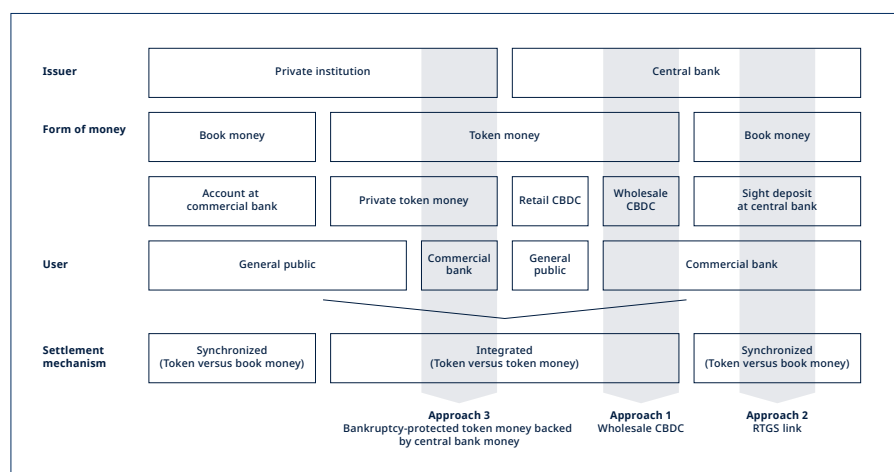 Issuer
Private institution
Central bank
Form of money
Book money
Token money
Book money
Account at
commercial bank
Private token money
Retail CBDC
Wholesale
CBDC
Sight deposit
at central bank
User
General public
Commercial
bank
General
public
Commercial bank
Settlement
mechanism
Synchronized
(Token versus book money)
Integrated
(Token versus token money)
Synchronized
(Token versus book money)
Approach 3
Bankruptcy-protected token money backed
by central bank money
Approach 1
Wholesale CBDC
Approach 2
RTGS link